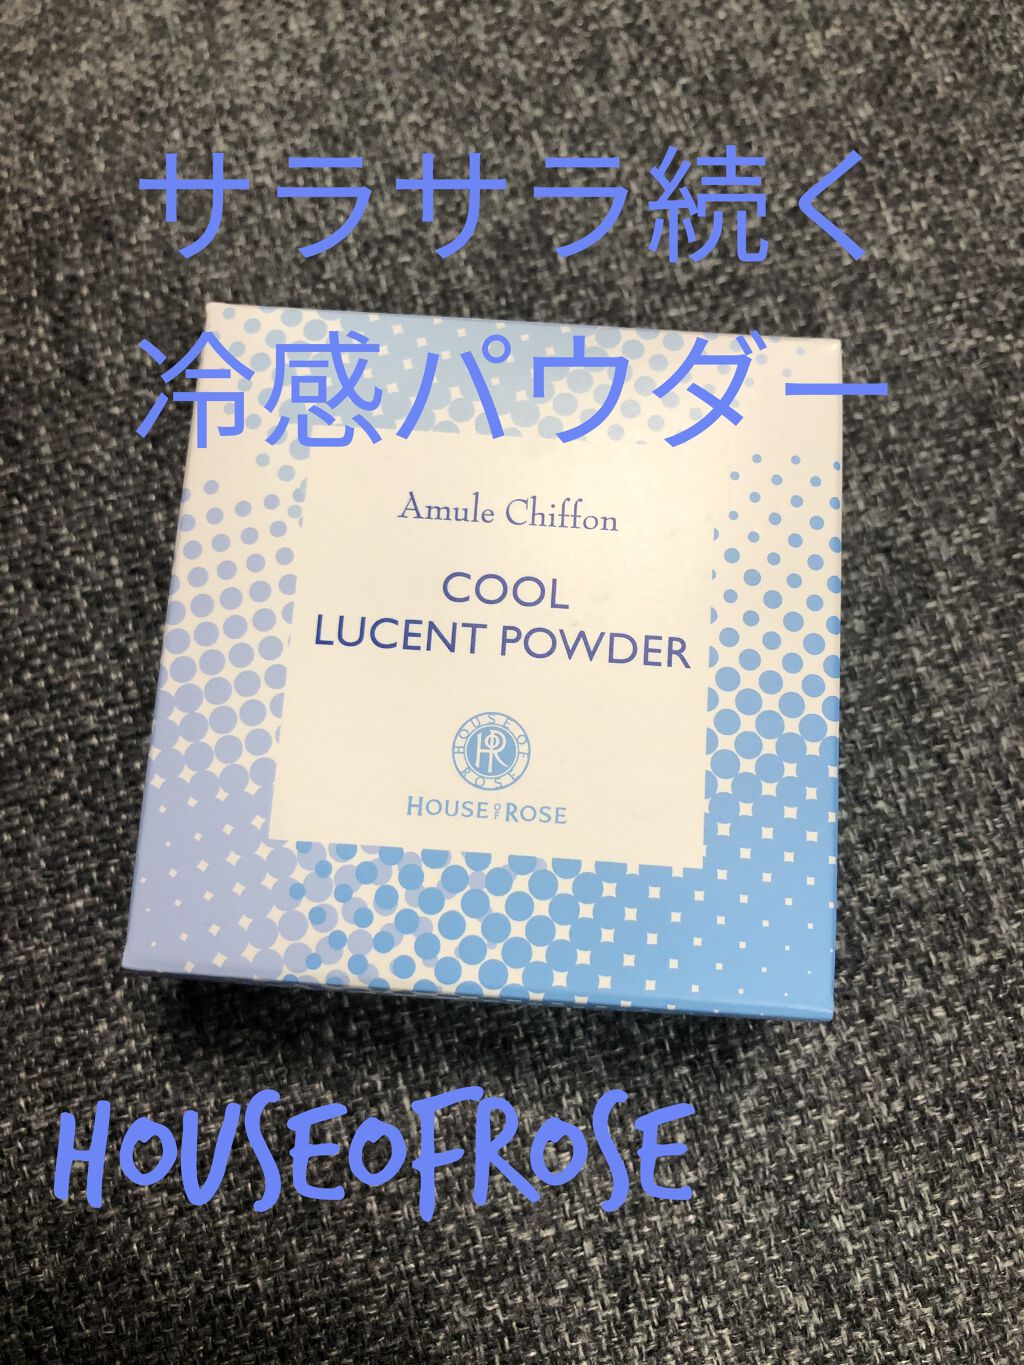 サラサラ続く
冷感パウダー
Amule Chiffon
COOL
LUCENT POWDER
HOUSE OF ROSE
HR
HOUSE OF ROSE
HOUSEOFROSE